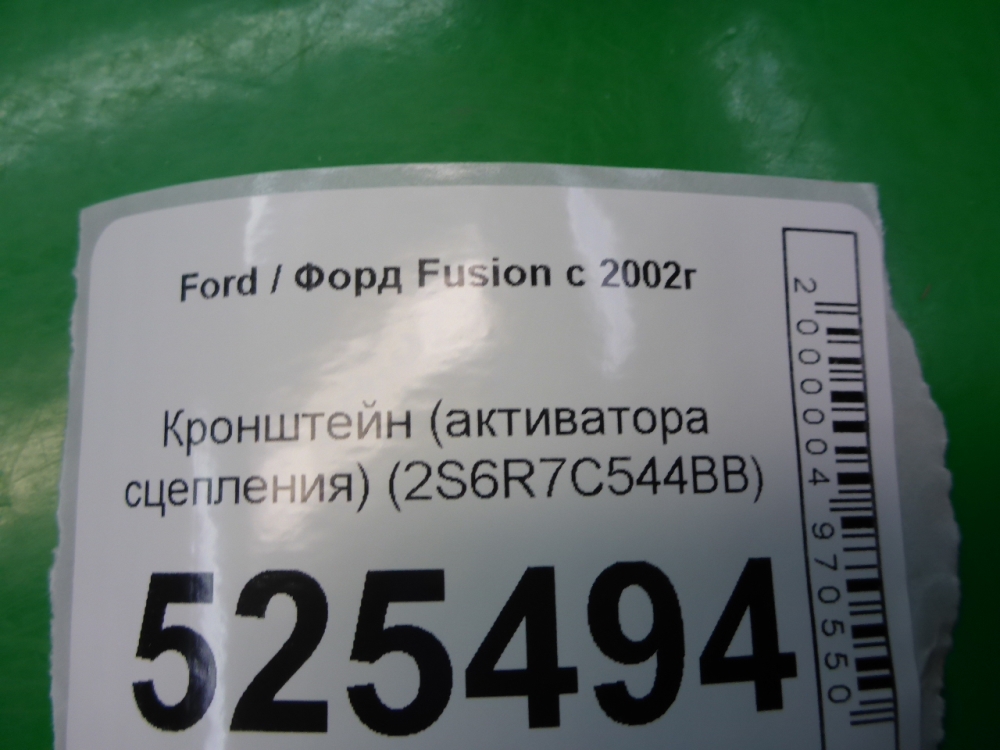 Ford / Форд Fusion с 2002г
Кронштейн (активатора
сцепления) (2S6R7C544BB)
525494
2000004970550